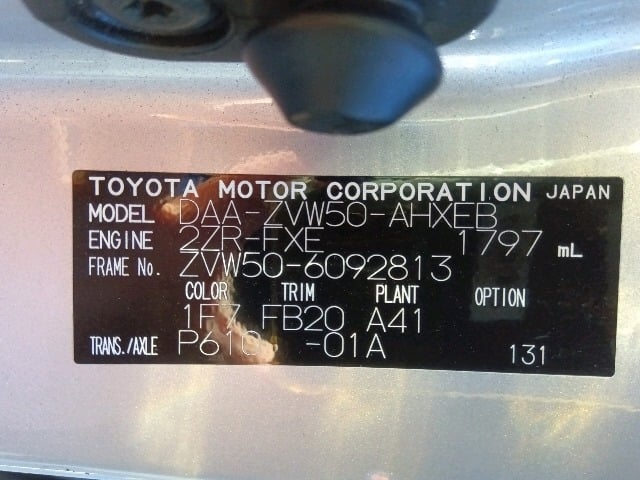 TOYOTA MOTOR CORPORATION JAPAN
MODEL DAA-ZVW50-AHXEB
ENGINE 2ZR-FXE 1797 mL
FRAME No. ZVW50-6092813
COLOR TRIM PLANT OPTION
1F7 FB20 A41
TRANS./AXLE P610 -01A 131